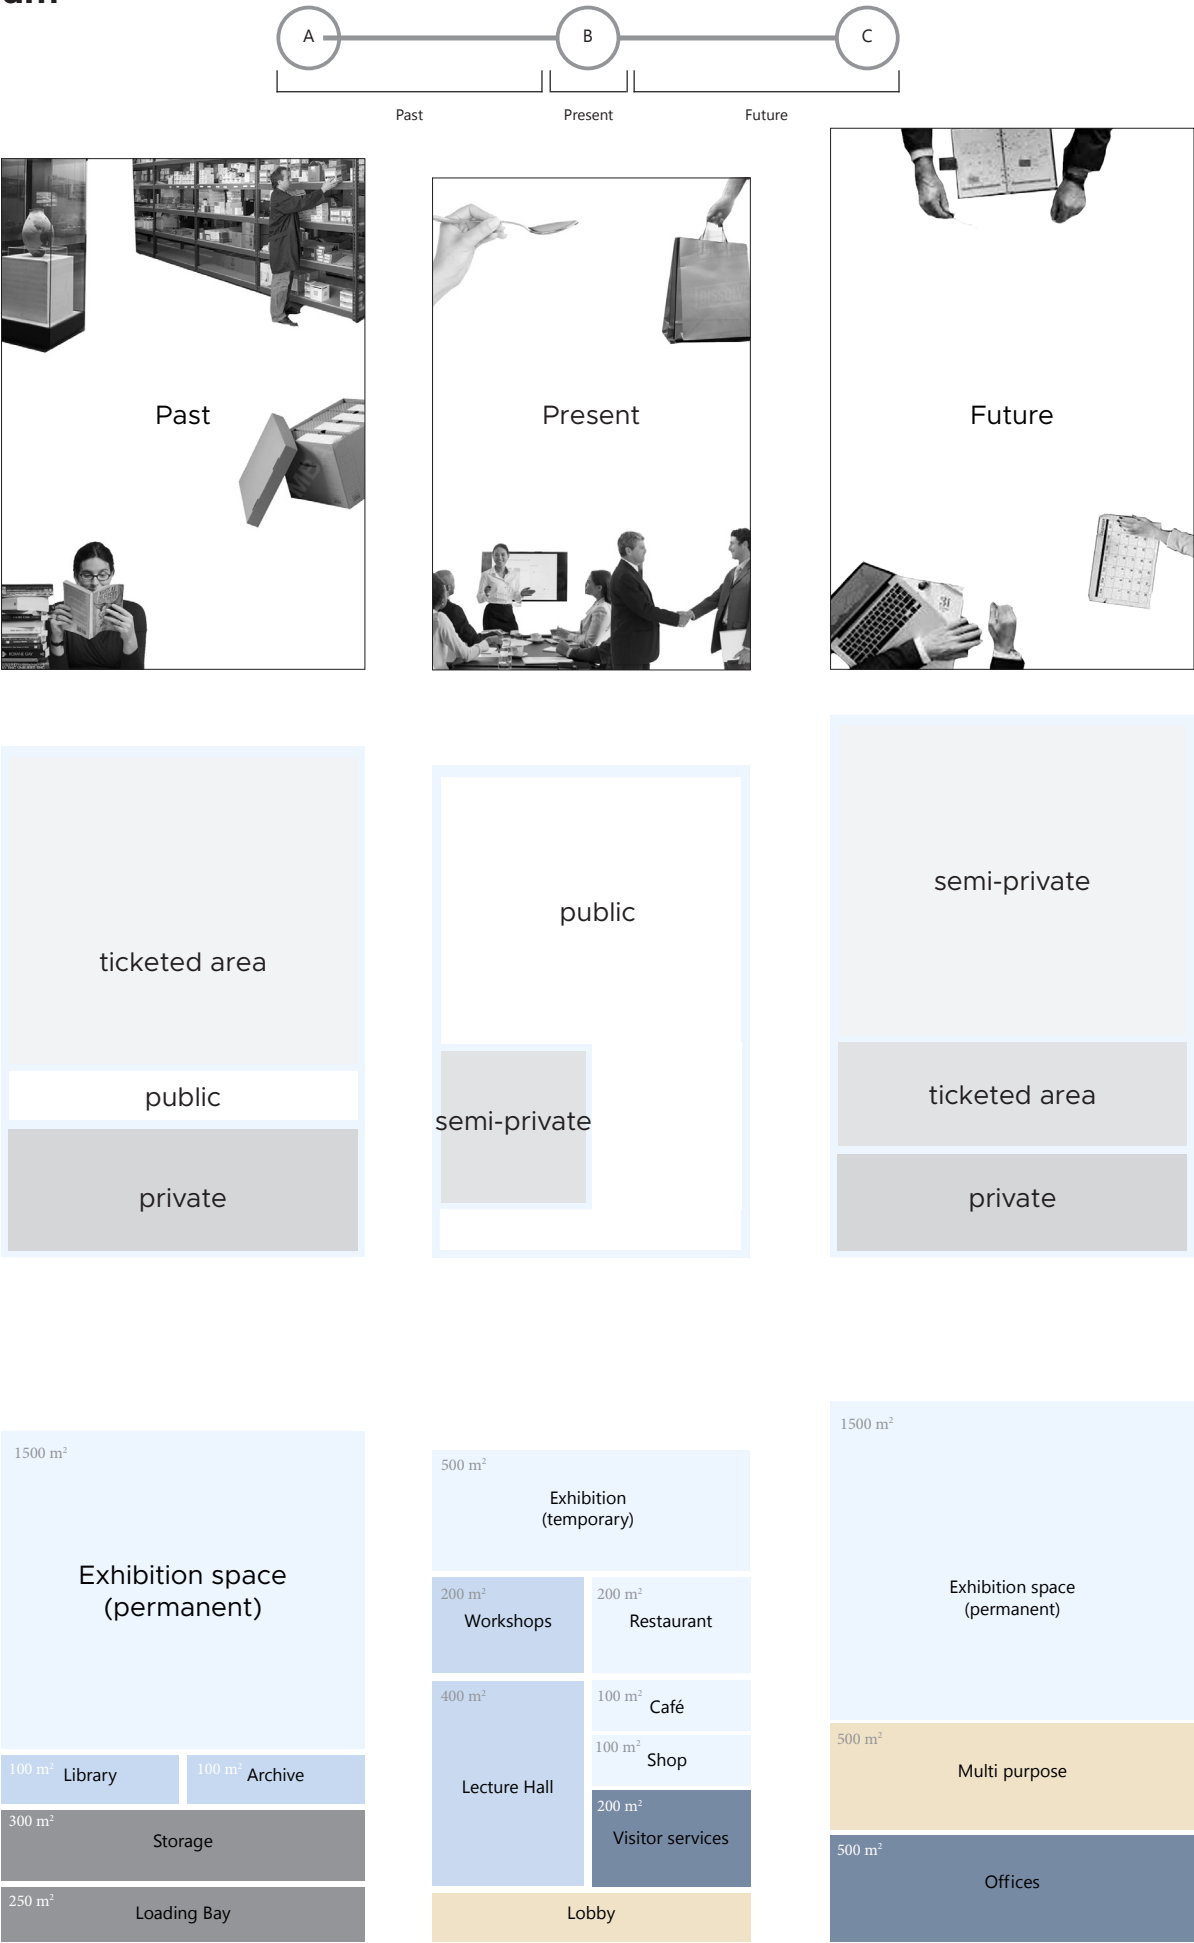 A
B
C
Past
Present
Future
Past
Present
Future
ticketed area
public
private
public
semi-private
semi-private
ticketed area
private
1500 m²
Exhibition space
(permanent)
100 m² Library
100 m² Archive
300 m²
Storage
250 m²
Loading Bay
500 m²
Exhibition
(temporary)
200 m²
Workshops
200 m²
Restaurant
400 m²
Lecture Hall
100 m² Café
100 m² Shop
200 m²
Visitor services
Lobby
1500 m²
Exhibition space
(permanent)
500 m²
Multi purpose
500 m²
Offices